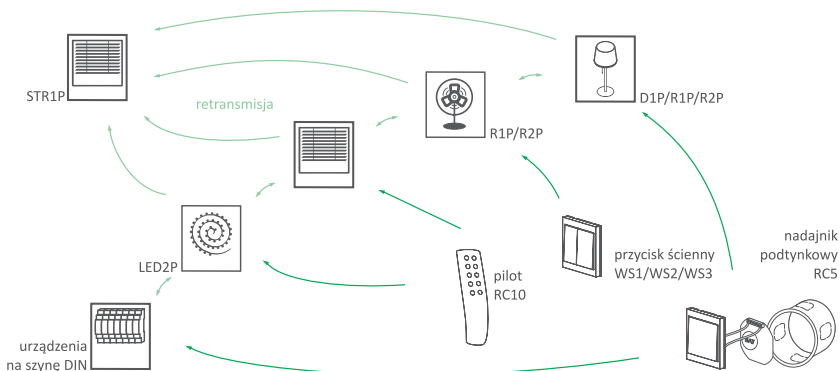 STR1P
retransmisja
R1P/R2P
D1P/R1P/R2P
LED2P
pilot
RC10
przycisk ścienny
WS1/WS2/WS3
nadajnik
podtynkowy
RC5
urządzenia
na szynę DIN